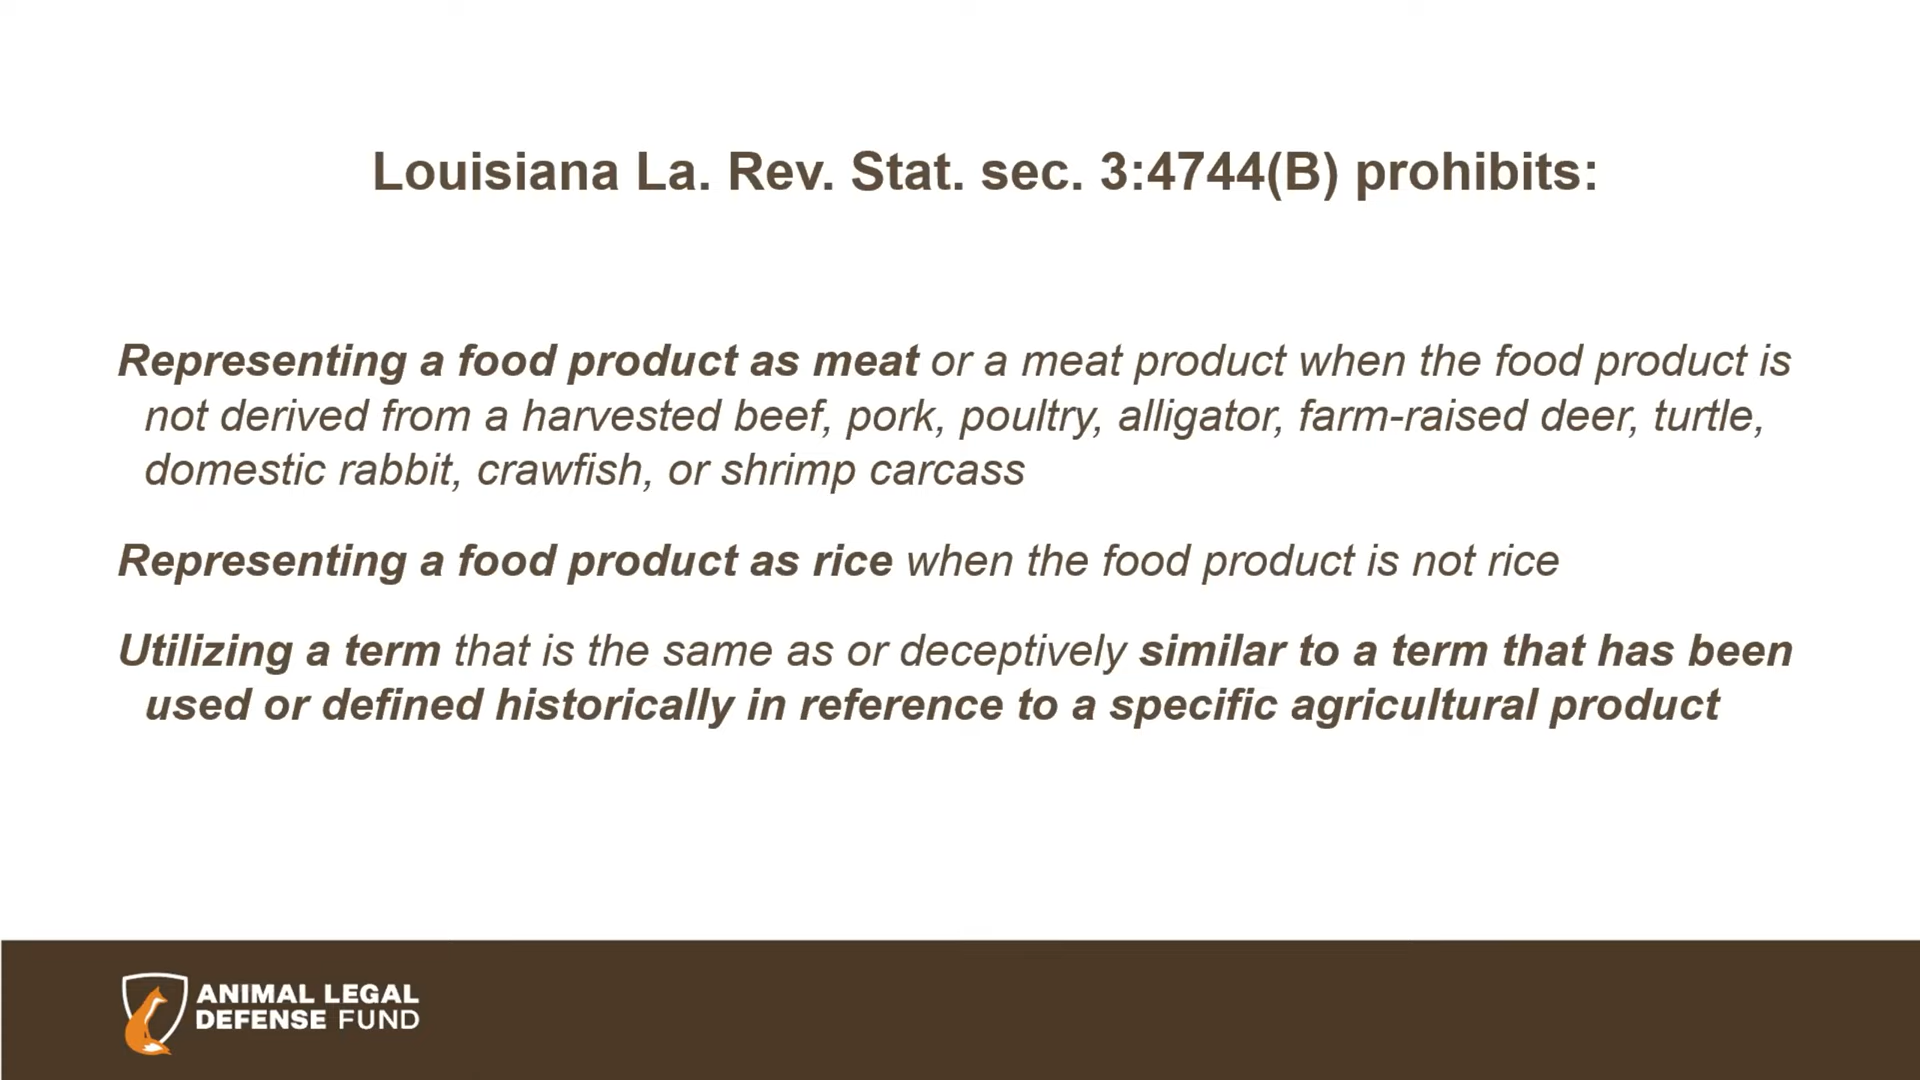 Louisiana La. Rev. Stat. sec. 3:4744(B) prohibits:
Representing a food product as meat or a meat product when the food product is
not derived from a harvested beef, pork, poultry, alligator, farm-raised deer, turtle,
domestic rabbit, crawfish, or shrimp carcass
Representing a food product as rice when the food product is not rice
Utilizing a term that is the same as or deceptively similar to a term that has been
used or defined historically in reference to a specific agricultural product
ANIMAL LEGAL
DEFENSE FUND